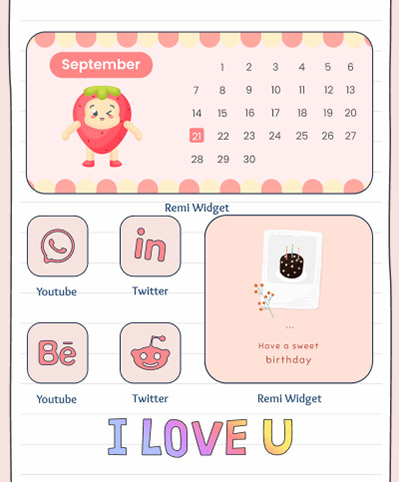 September
1 2 3 4 5 6
7 8 9 10 11 12 13
14 15 16 17 18 19 20
21 22 23 24 25 26 27
28 29 30
Remi Widget
in
Youtube
Twitter
...
Have a sweet
birthday
Bē
Youtube
Twitter
Remi Widget
I LOVE U